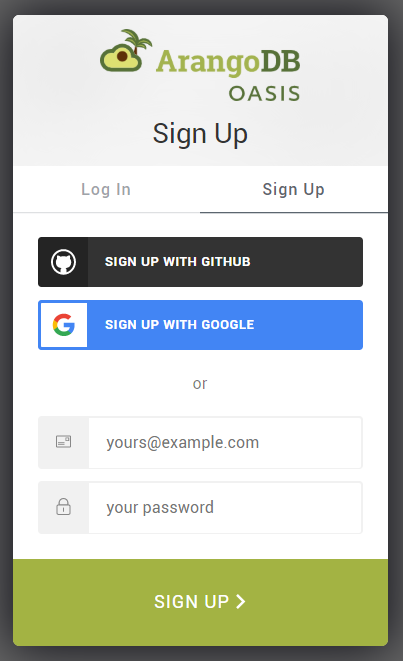 ArangoDB
OASIS
Sign Up
Log In
Sign Up
SIGN UP WITH GITHUB
SIGN UP WITH GOOGLE
or
yours@example.com
your password
SIGN UP